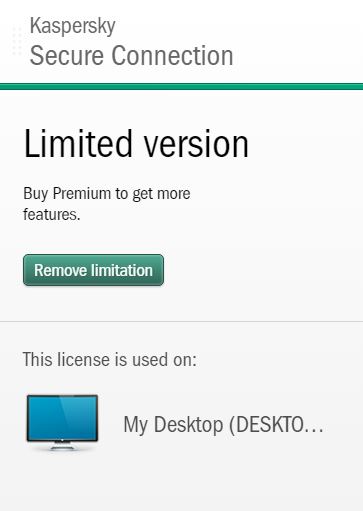 Kaspersky
Secure Connection
Limited version
Buy Premium to get more
features.
Remove limitation
This license is used on:
My Desktop (DESKTO…